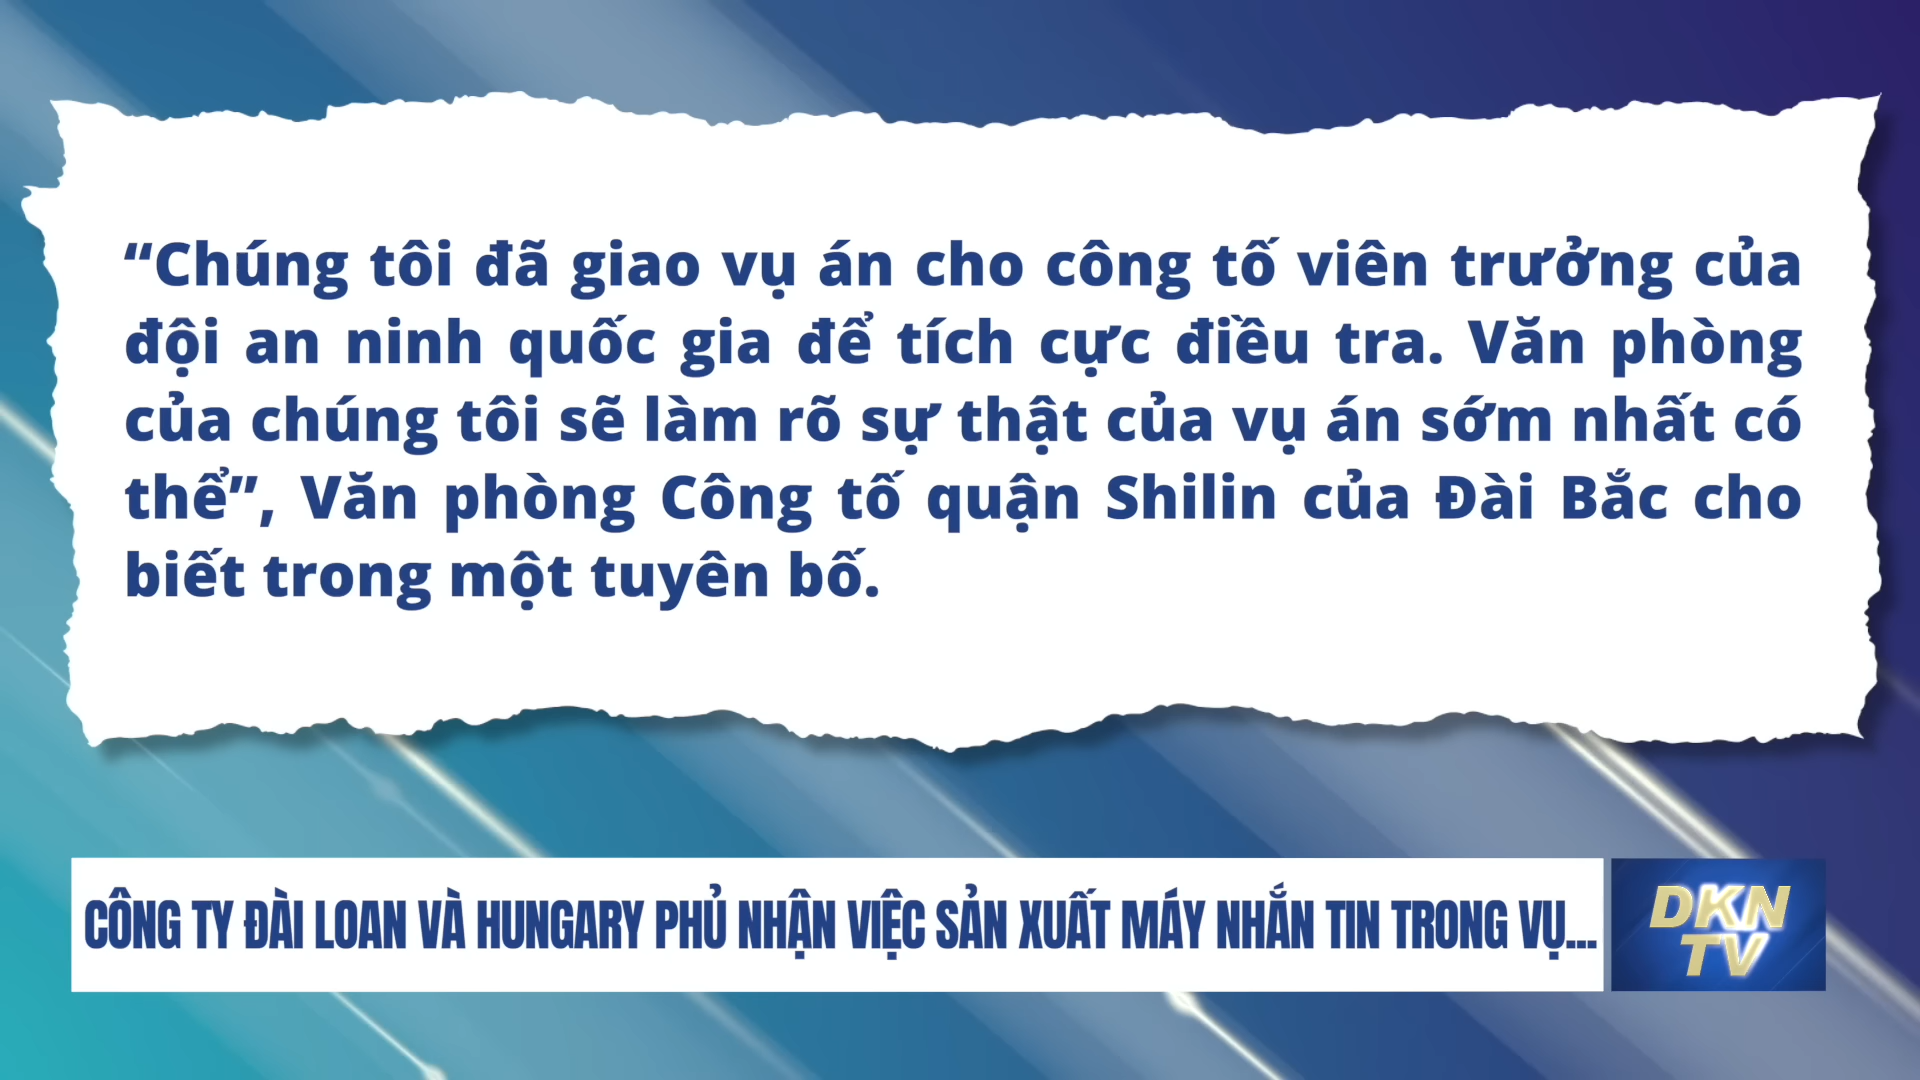 “Chúng tôi đã giao vụ án cho công tố viên trưởng của
đội an ninh quốc gia để tích cực điều tra. Văn phòng
của chúng tôi sẽ làm rõ sự thật của vụ án sớm nhất có
thể”, Văn phòng Công tố quận Shilin của Đài Bắc cho
biết trong một tuyên bố.
CÔNG TY ĐÀI LOAN VÀ HUNGARY PHỦ NHẬN VIỆC SẢN XUẤT MÁY NHẮN TIN TRONG VỤ...
DKN
TV